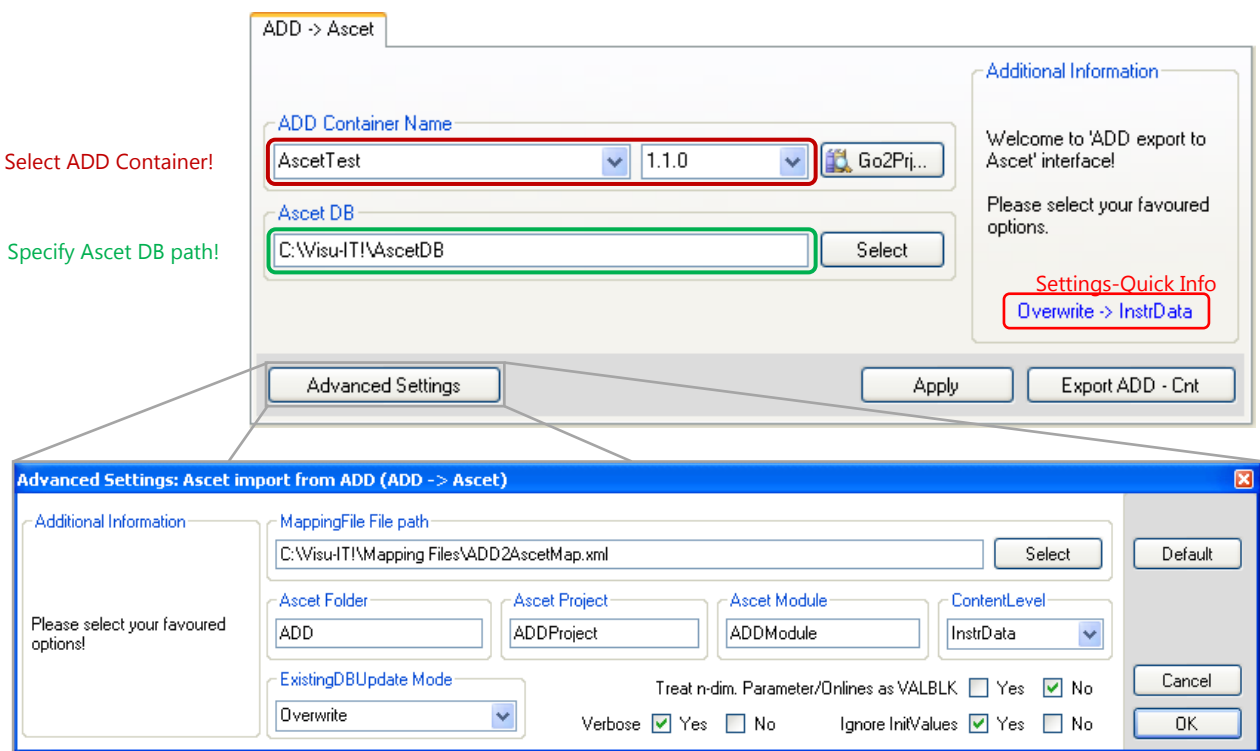 ADD -> Ascet
Additional Information
ADD Container Name
Welcome to 'ADD export to
Ascet' interface!
Select ADD Container!
AscetTest
1.1.0
Go2Prj...
Please select your favoured
options.
Ascet DB
Specify Ascet DB path!
C:\Visu-IT!\AscetDB
Select
Settings-Quick Info
Overwrite -> InstrData
Advanced Settings
Apply
Export ADD - Cnt
Advanced Settings: Ascet import from ADD (ADD -> Ascet)
Additional Information
Please select your favoured
options!
MappingFile File path
C:\Visu-IT!\Mapping Files\ADD2AscetMap.xml
Select
Default
Ascet Folder
ADD
Ascet Project
ADDProject
Ascet Module
ADDModule
ContentLevel
InstrData
ExistingDBUpdate Mode
Overwrite
Treat n-dim. Parameter/Onlines as VALBLK Yes No
Verbose Yes No
Ignore InitValues Yes No
Cancel
OK